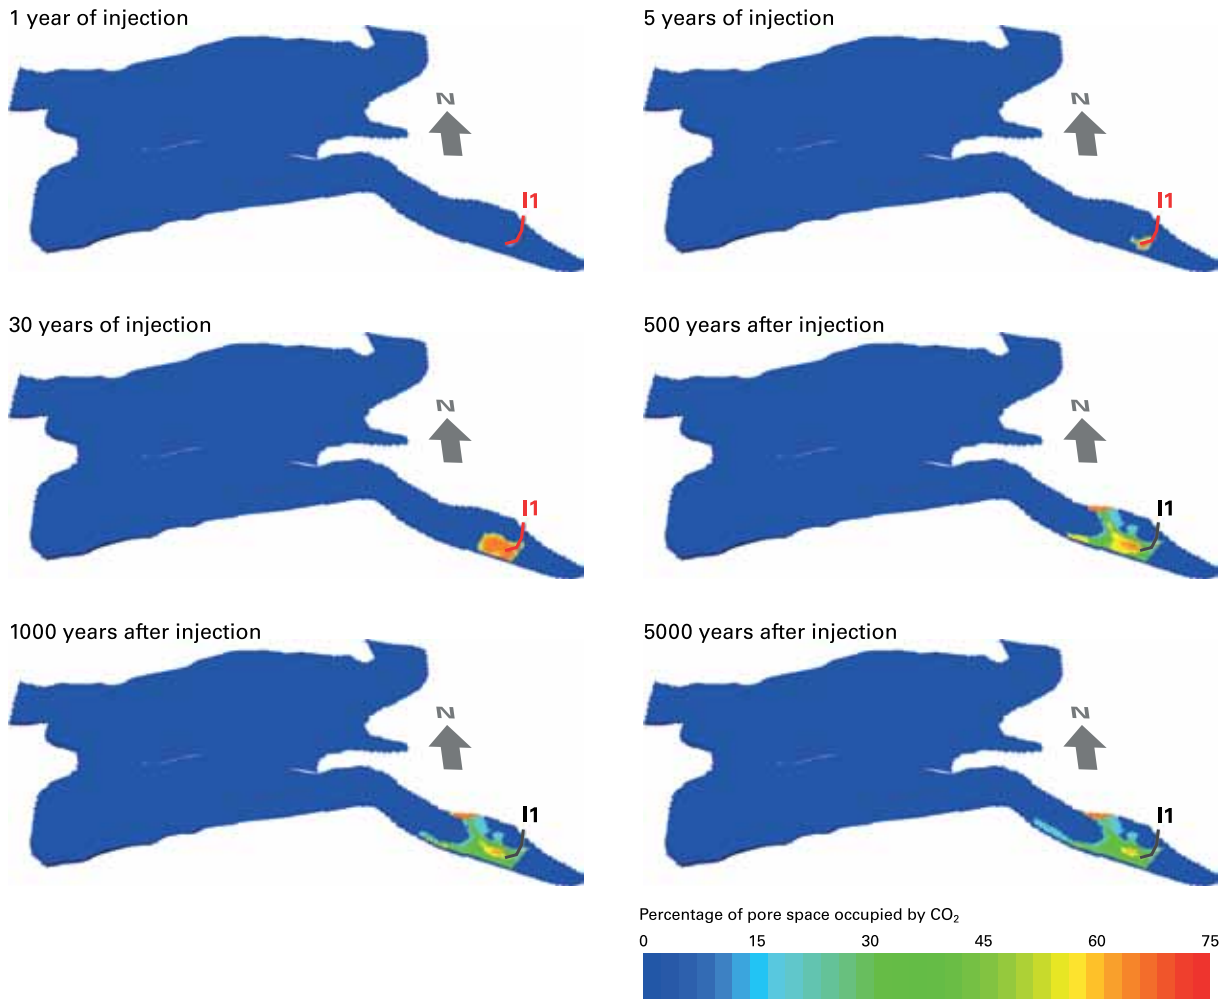 1 year of injection
5 years of injection
N
N
I1
I1
30 years of injection
500 years after injection
N
N
I1
I1
1000 years after injection
5000 years after injection
N
N
I1
I1
Percentage of pore space occupied by CO₂
0 15 30 45 60 75